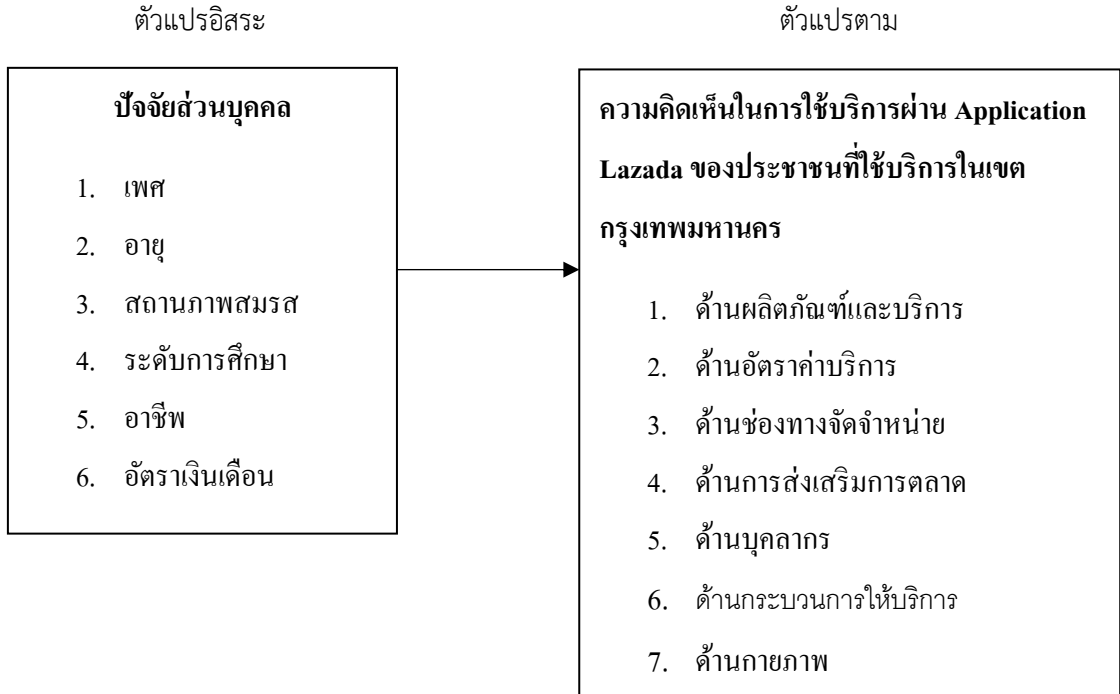 ตัวแปรอิสระ
ตัวแปรตาม
ปัจจัยส่วนบุคคล
1. เพศ
2. อายุ
3. สถานภาพสมรส
4. ระดับการศึกษา
5. อาชีพ
6. อัตราเงินเดือน
ความคิดเห็นในการใช้บริการผ่าน Application
Lazada ของประชาชนที่ใช้บริการในเขต
กรุงเทพมหานคร
1. ด้านผลิตภัณฑ์และบริการ
2. ด้านอัตราค่าบริการ
3. ด้านช่องทางจัดจำหน่าย
4. ด้านการส่งเสริมการตลาด
5. ด้านบุคลากร
6. ด้านกระบวนการให้บริการ
7. ด้านกายภาพ